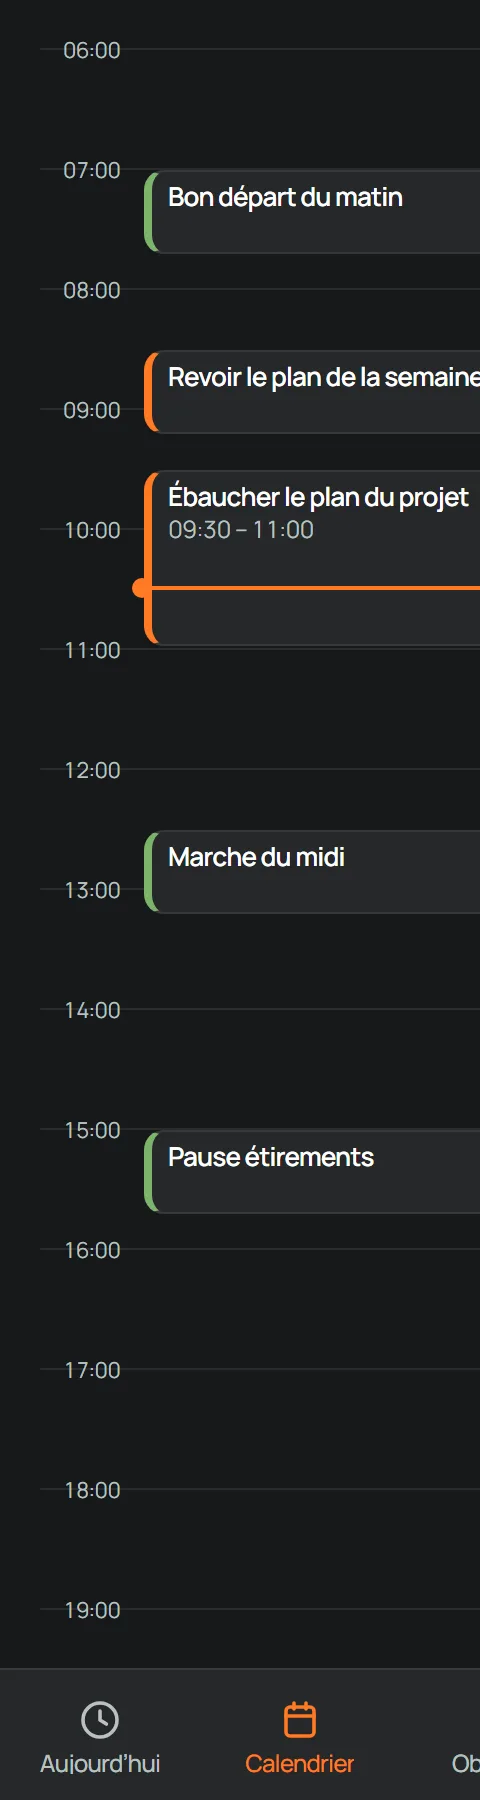 06:00
07:00
Bon départ du matin
08:00
Revoir le plan de la semaine
09:00
Ébaucher le plan du projet
10:00
09:30 – 11:00
11:00
12:00
Marche du midi
13:00
14:00
15:00
Pause étirements
16:00
17:00
18:00
19:00
Aujourd'hui
Calendrier